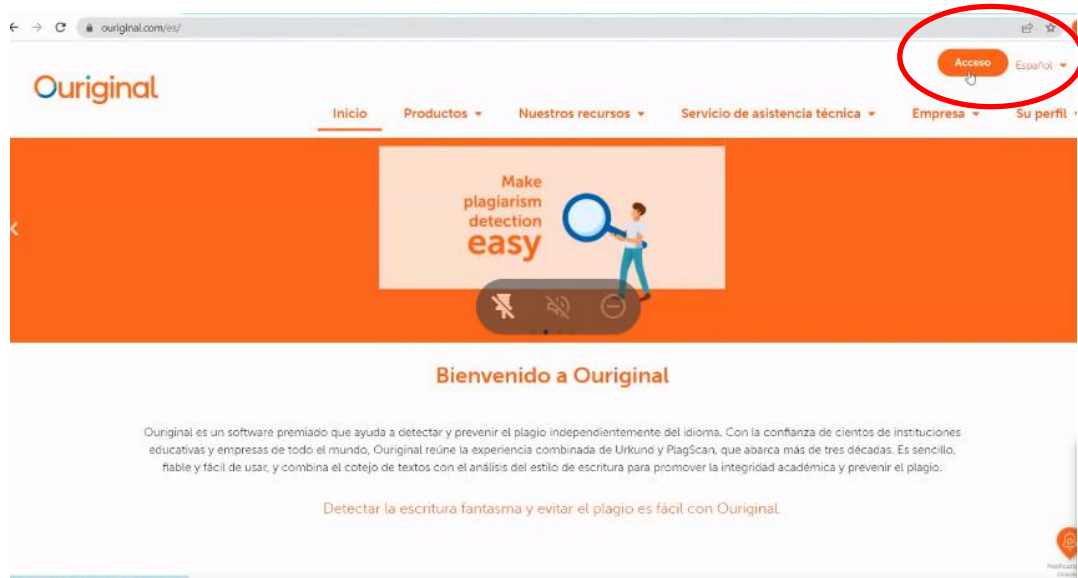 ouriginal.com/es/
Acceso
Español
Ouriginal
Inicio Productos Nuestros recursos Servicio de asistencia técnica Empresa Su perfil
Make
plagiarism
detection
easy
Bienvenido a Ouriginal
Ouriginal es un software premiado que ayuda a detectar y prevenir el plagio independientemente del idioma. Con la confianza de cientos de instituciones
educativas y empresas de todo el mundo, Ouriginal reúne la experiencia combinada de Urkund y PlagScan, que abarca más de tres décadas. Es sencillo,
fiable y fácil de usar, y combina el cotejo de textos con el análisis del estilo de escritura para promover la integridad académica y prevenir el plagio.
Detectar la escritura fantasma y evitar el plagio es fácil con Ouriginal.